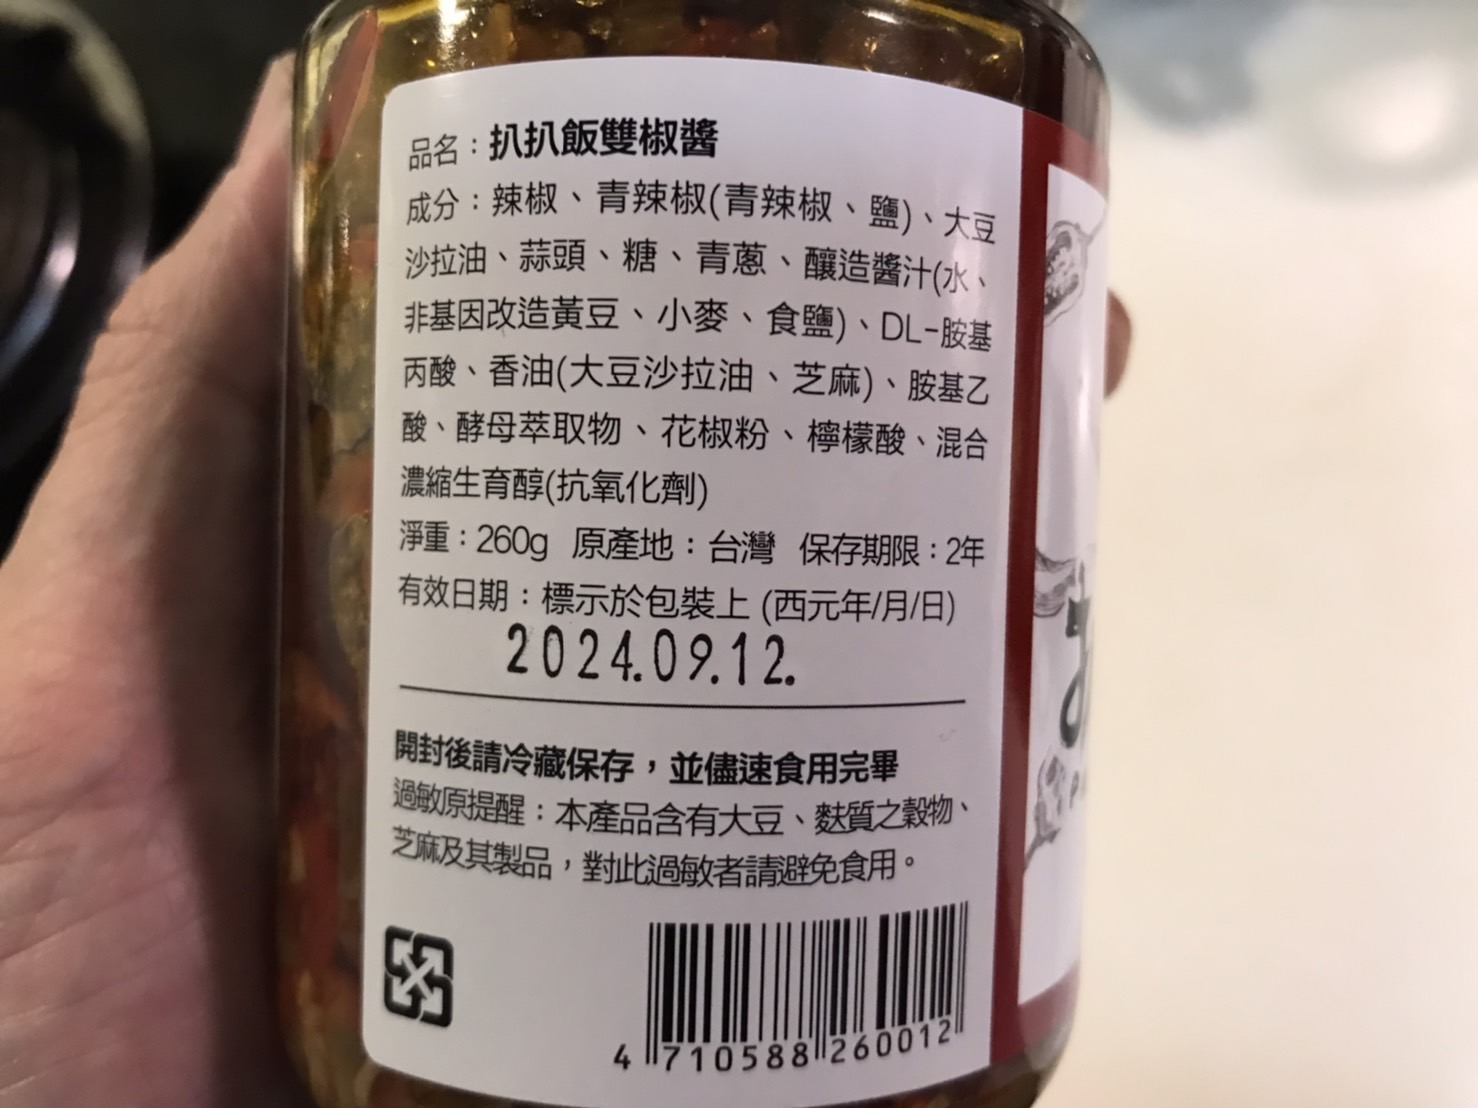 品名：扒扒飯雙椒醬
成分：辣椒、青辣椒(青辣椒、鹽)、大豆
沙拉油、蒜頭、糖、青蔥、釀造醬汁(水、
非基因改造黃豆、小麥、食鹽)、DL-胺基
丙酸、香油(大豆沙拉油、芝麻)、胺基乙
酸、酵母萃取物、花椒粉、檸檬酸、混合
濃縮生育醇(抗氧化劑)
淨重：260g 原產地：台灣 保存期限：2年
有效日期：標示於包裝上 (西元年/月/日)
2024.09.12.
開封後請冷藏保存，並儘速食用完畢
過敏原提醒：本產品含有大豆、麩質之穀物、
芝麻及其製品，對此過敏者請避免食用。
4 710588 260012